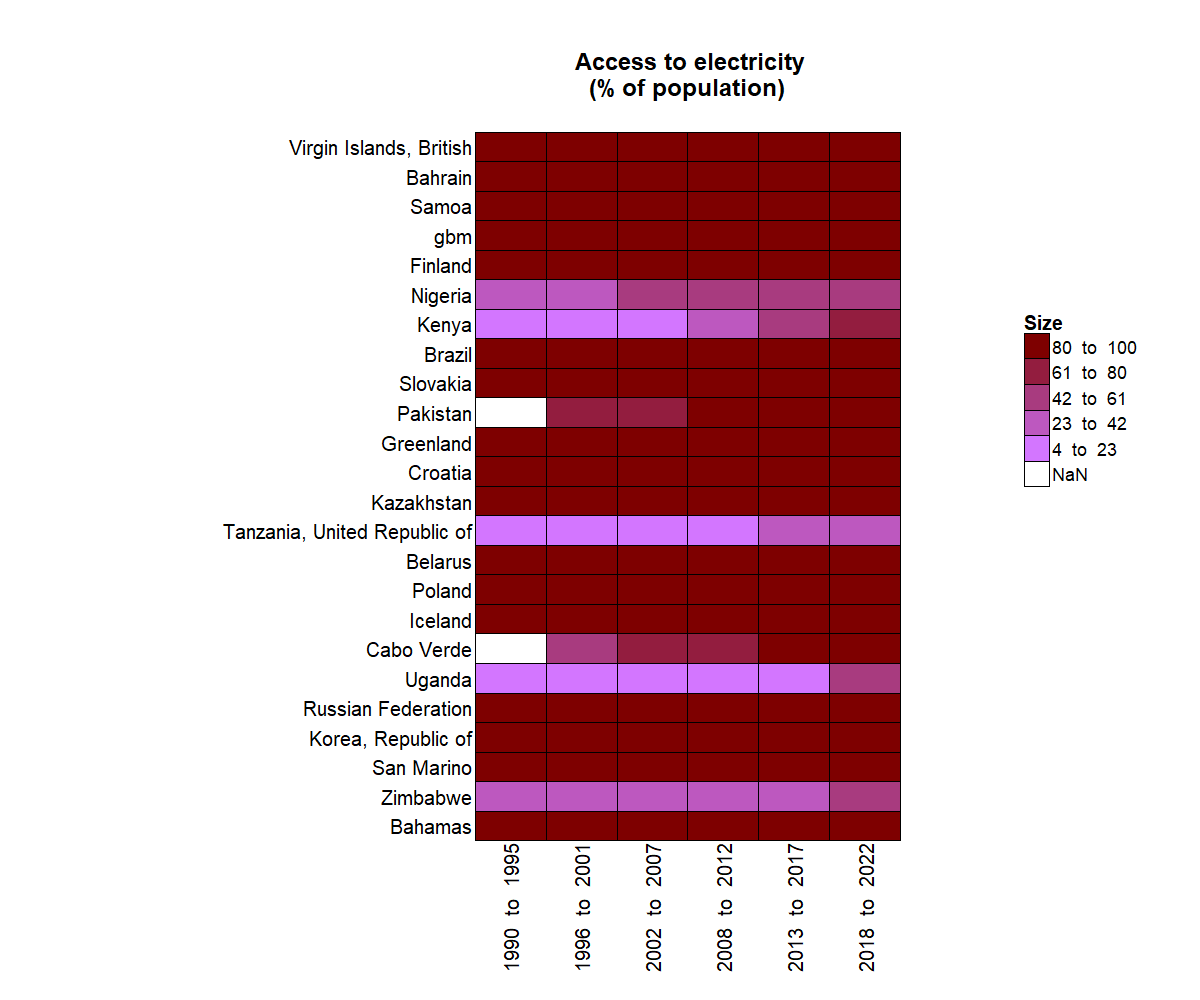 Access to electricity
(% of population)
Virgin Islands, British
Bahrain
Samoa
gbm
Finland
Nigeria
Kenya
Brazil
Slovakia
Pakistan
Greenland
Croatia
Kazakhstan
Tanzania, United Republic of
Belarus
Poland
Iceland
Cabo Verde
Uganda
Russian Federation
Korea, Republic of
San Marino
Zimbabwe
Bahamas
1990 to 1995
1996 to 2001
2002 to 2007
2008 to 2012
2013 to 2017
2018 to 2022
Size
80 to 100
61 to 80
42 to 61
23 to 42
4 to 23
NaN